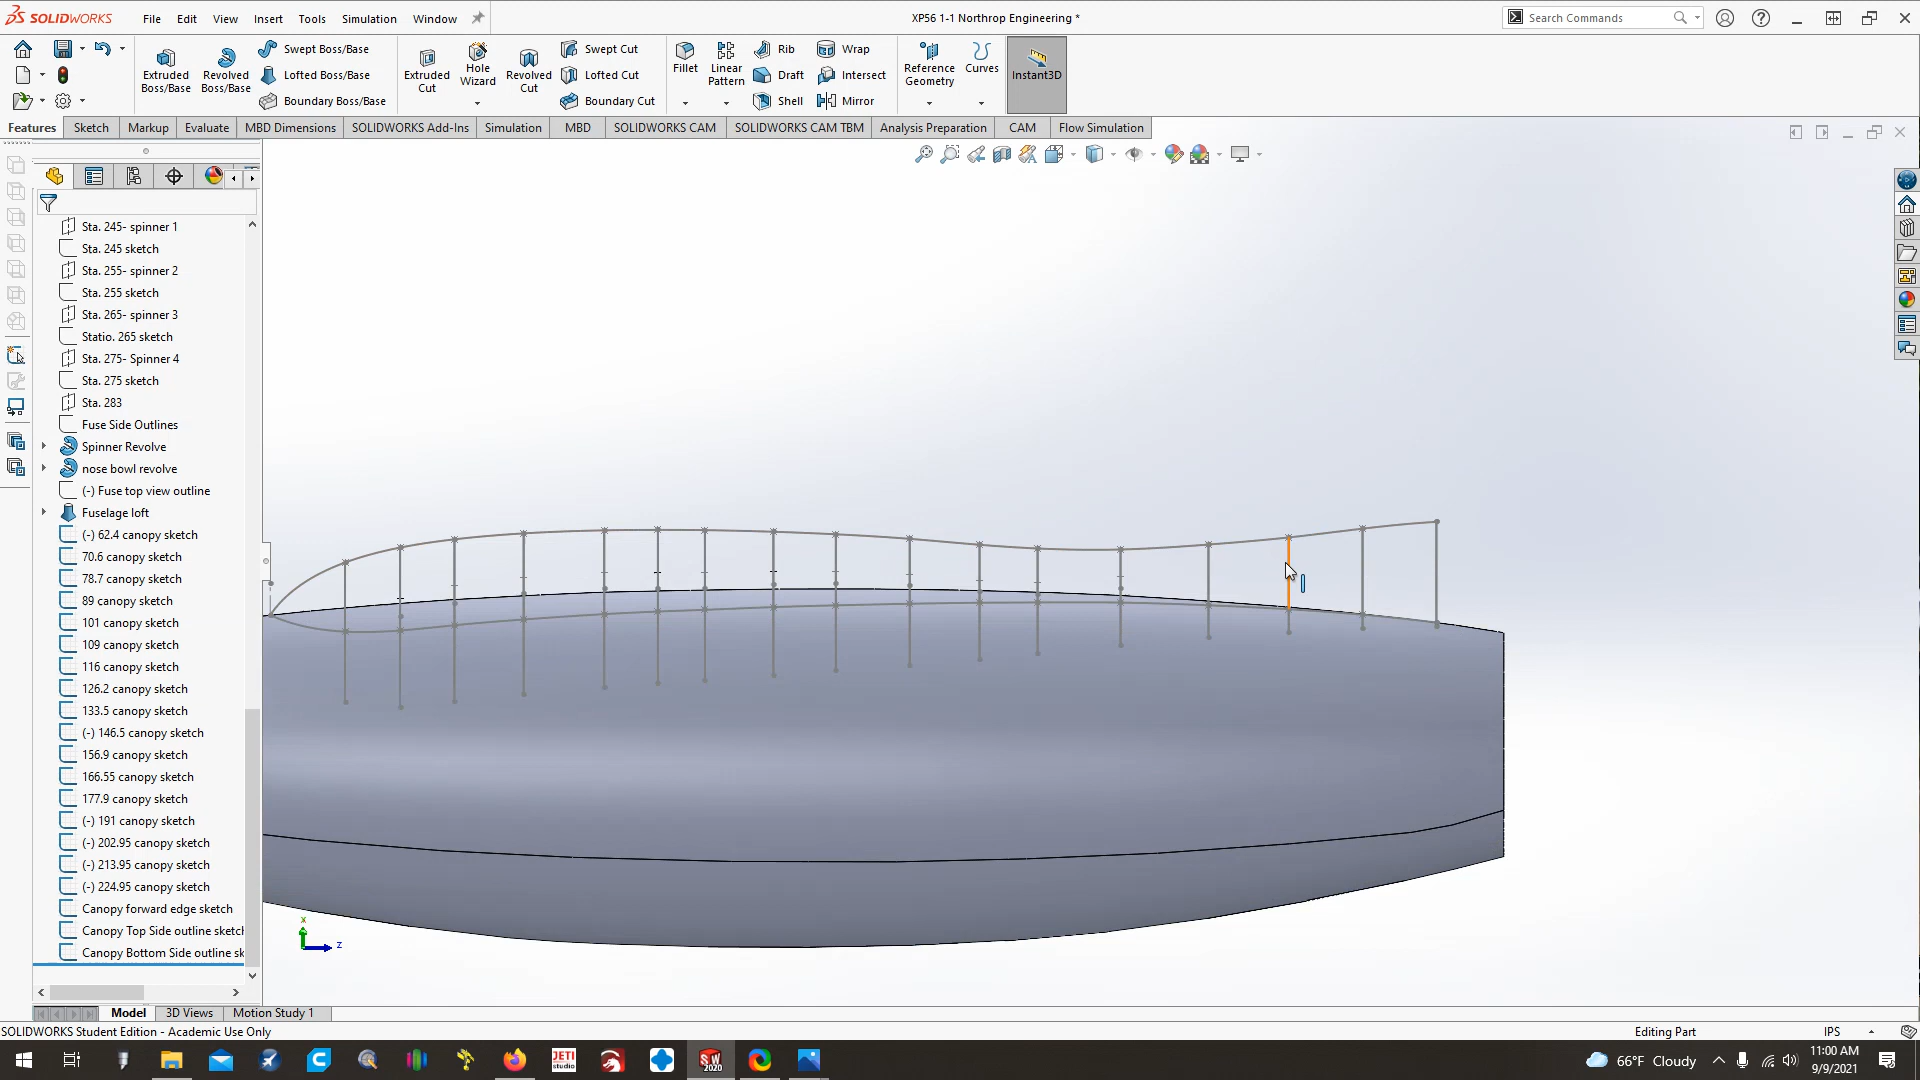 SOLIDWORKS File Edit View Insert Tools Simulation Window
XP56 1-1 Northrop Engineering *
Search Commands
Extruded Boss/Base
Revolved Boss/Base
Swept Boss/Base
Lofted Boss/Base
Boundary Boss/Base
Extruded Cut
Hole Wizard
Revolved Cut
Swept Cut
Lofted Cut
Boundary Cut
Fillet
Linear Pattern
Rib
Draft
Shell
Wrap
Intersect
Mirror
Reference Geometry
Curves
Instant3D
Features Sketch Markup Evaluate MBD Dimensions SOLIDWORKS Add-Ins Simulation MBD SOLIDWORKS CAM SOLIDWORKS CAM TBM Analysis Preparation CAM Flow Simulation
Sta. 245- spinner 1
Sta. 245 sketch
Sta. 255- spinner 2
Sta. 255 sketch
Sta. 265- spinner 3
Statio. 265 sketch
Sta. 275- Spinner 4
Sta. 275 sketch
Sta. 283
Fuse Side Outlines
Spinner Revolve
nose bowl revolve
(-) Fuse top view outline
Fuselage loft
(-) 62.4 canopy sketch
70.6 canopy sketch
78.7 canopy sketch
89 canopy sketch
101 canopy sketch
109 canopy sketch
116 canopy sketch
126.2 canopy sketch
133.5 canopy sketch
(-) 146.5 canopy sketch
156.9 canopy sketch
166.55 canopy sketch
177.9 canopy sketch
(-) 191 canopy sketch
(-) 202.95 canopy sketch
(-) 213.95 canopy sketch
(-) 224.95 canopy sketch
Canopy forward edge sketch
Canopy Top Side outline sketch
Canopy Bottom Side outline sk
x
z
Model 3D Views Motion Study 1
SOLIDWORKS Student Edition - Academic Use Only
Editing Part
IPS
JETI studio
SW 2020
66°F Cloudy
11:00 AM
9/9/2021